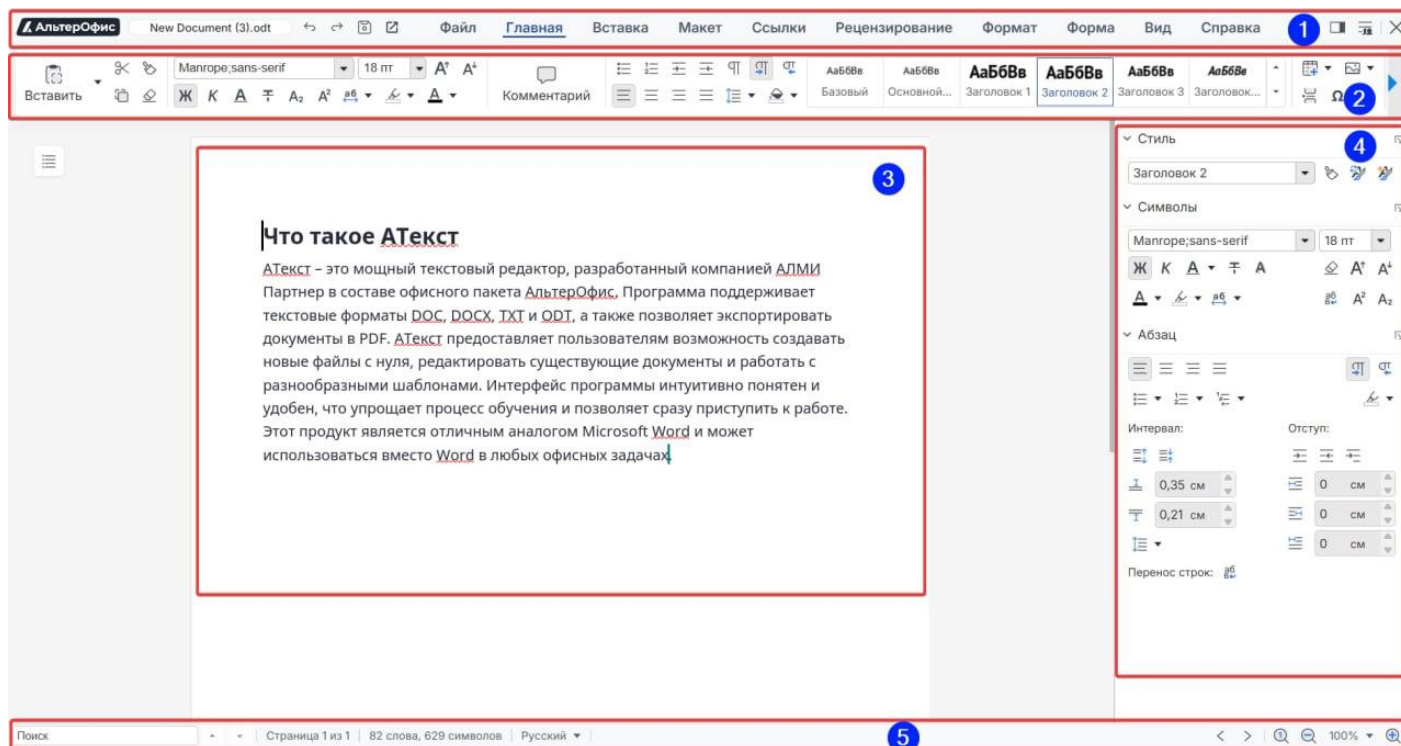 АльтерОфис New Document (3).odt Файл Главная Вставка Макет Ссылки Рецензирование Формат Форма Вид Справка 1
Вставить Manrope;sans-serif 18 пт Комментарий
Ж К А А₂ А² аб А
АаБбВв АаБбВв АаБбВв АаБбВв АаБбВв АаБбВв
Базовый Основной... Заголовок 1 Заголовок 2 Заголовок 3 Заголовок...
Ω 2
3
Что такое АТекст
АТекст – это мощный текстовый редактор, разработанный компанией АЛМИ
Партнер в составе офисного пакета АльтерОфис, Программа поддерживает
текстовые форматы DOC, DOCX, TXT и ODT, а также позволяет экспортировать
документы в PDF. АТекст предоставляет пользователям возможность создавать
новые файлы с нуля, редактировать существующие документы и работать с
разнообразными шаблонами. Интерфейс программы интуитивно понятен и
удобен, что упрощает процесс обучения и позволяет сразу приступить к работе.
Этот продукт является отличным аналогом Microsoft Word и может
использоваться вместо Word в любых офисных задачах.
Стиль 4
Заголовок 2
Символы
Manrope;sans-serif 18 пт
Ж К А А
А аб А² А₂
Абзац
Интервал: Отступ:
0,35 см 0 см
0,21 см 0 см
0 см
Перенос строк:
Поиск Страница 1 из 1 82 слова, 629 символов Русский 5 100%